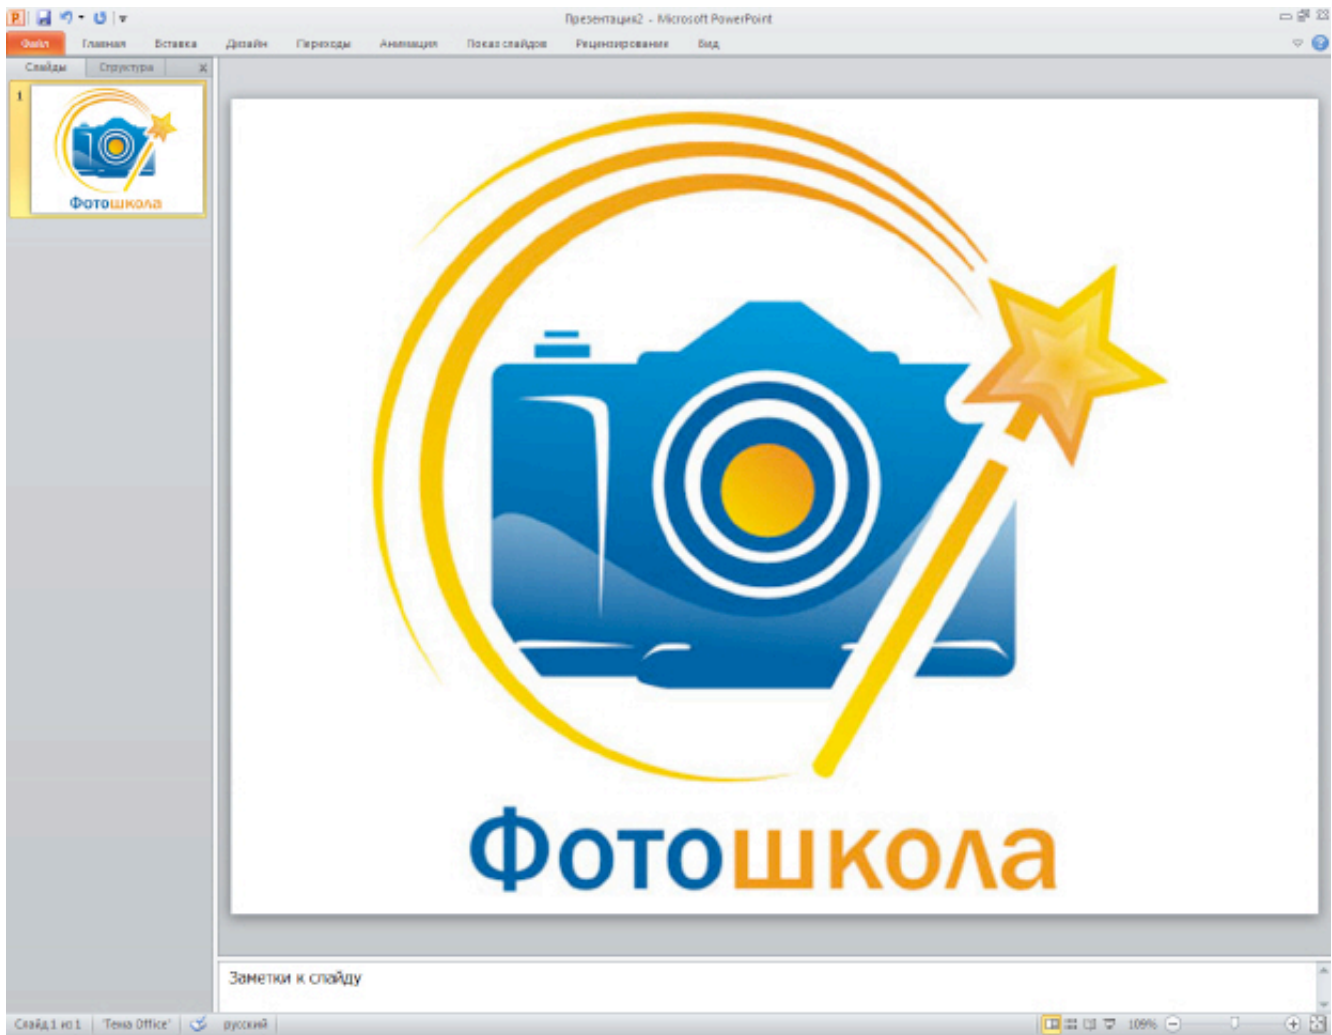 Презентация2 - Microsoft PowerPoint
Файл Главная Вставка Дизайн Переходы Анимация Показ слайдов Рецензирование Вид
Слайды Структура
1
Фотошкола
Фотошкола
Заметки к слайду
Слайд 1 из 1 "Тема Office" русский 109%